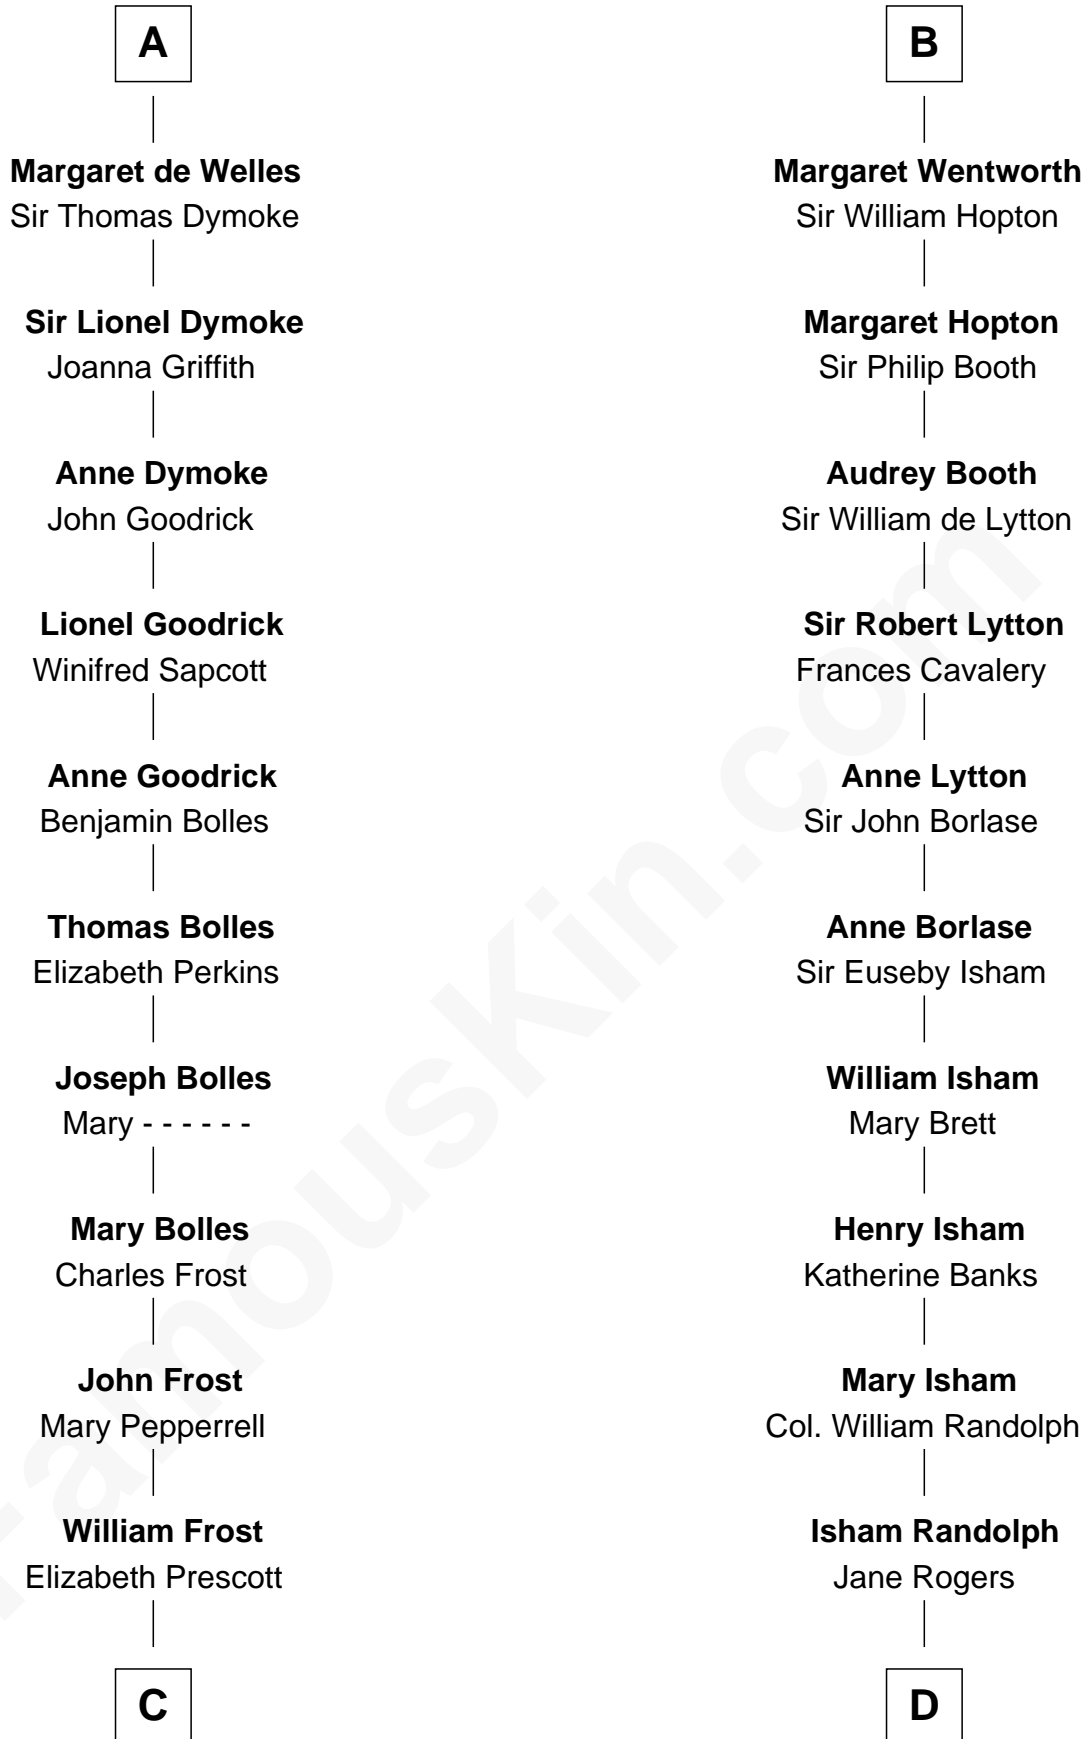 A
Margaret de Welles
Sir Thomas Dymoke
Sir Lionel Dymoke
Joanna Griffith
Anne Dymoke
John Goodrick
Lionel Goodrick
Winifred Sapcott
Anne Goodrick
Benjamin Bolles
Thomas Bolles
Elizabeth Perkins
Joseph Bolles
Mary - - - - - -
Mary Bolles
Charles Frost
John Frost
Mary Pepperrell
William Frost
Elizabeth Prescott
C
B
Margaret Wentworth
Sir William Hopton
Margaret Hopton
Sir Philip Booth
Audrey Booth
Sir William de Lytton
Sir Robert Lytton
Frances Cavalery
Anne Lytton
Sir John Borlase
Anne Borlase
Sir Euseby Isham
William Isham
Mary Brett
Henry Isham
Katherine Banks
Mary Isham
Col. William Randolph
Isham Randolph
Jane Rogers
D
FamousKin.com